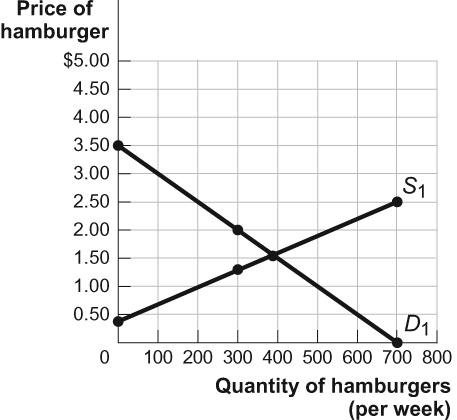 Price of
hamburger
$5.00
4.50
4.00
3.50
3.00
2.50
2.00
1.50
1.00
0.50
S1
D1
0 100 200 300 400 500 600 700 800
Quantity of hamburgers
(per week)